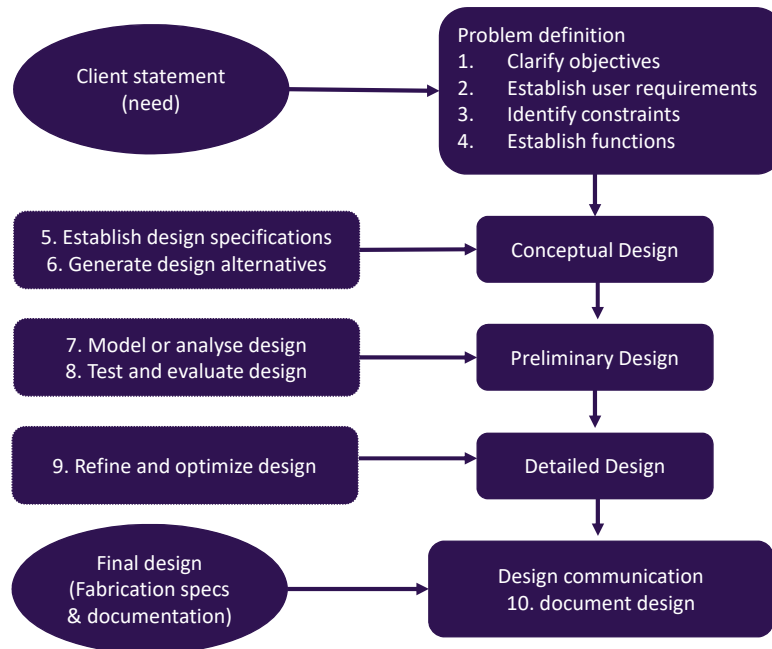 Client statement
(need)
Problem definition
1. Clarify objectives
2. Establish user requirements
3. Identify constraints
4. Establish functions
5. Establish design specifications
6. Generate design alternatives
Conceptual Design
7. Model or analyse design
8. Test and evaluate design
Preliminary Design
9. Refine and optimize design
Detailed Design
Final design
(Fabrication specs
& documentation)
Design communication
10. document design